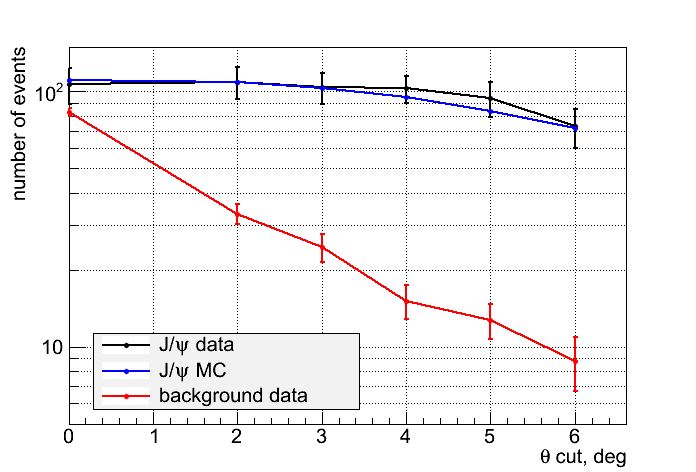 number of events
10²
10
J/ψ data
J/ψ MC
background data
0 1 2 3 4 5 6
θ cut, deg